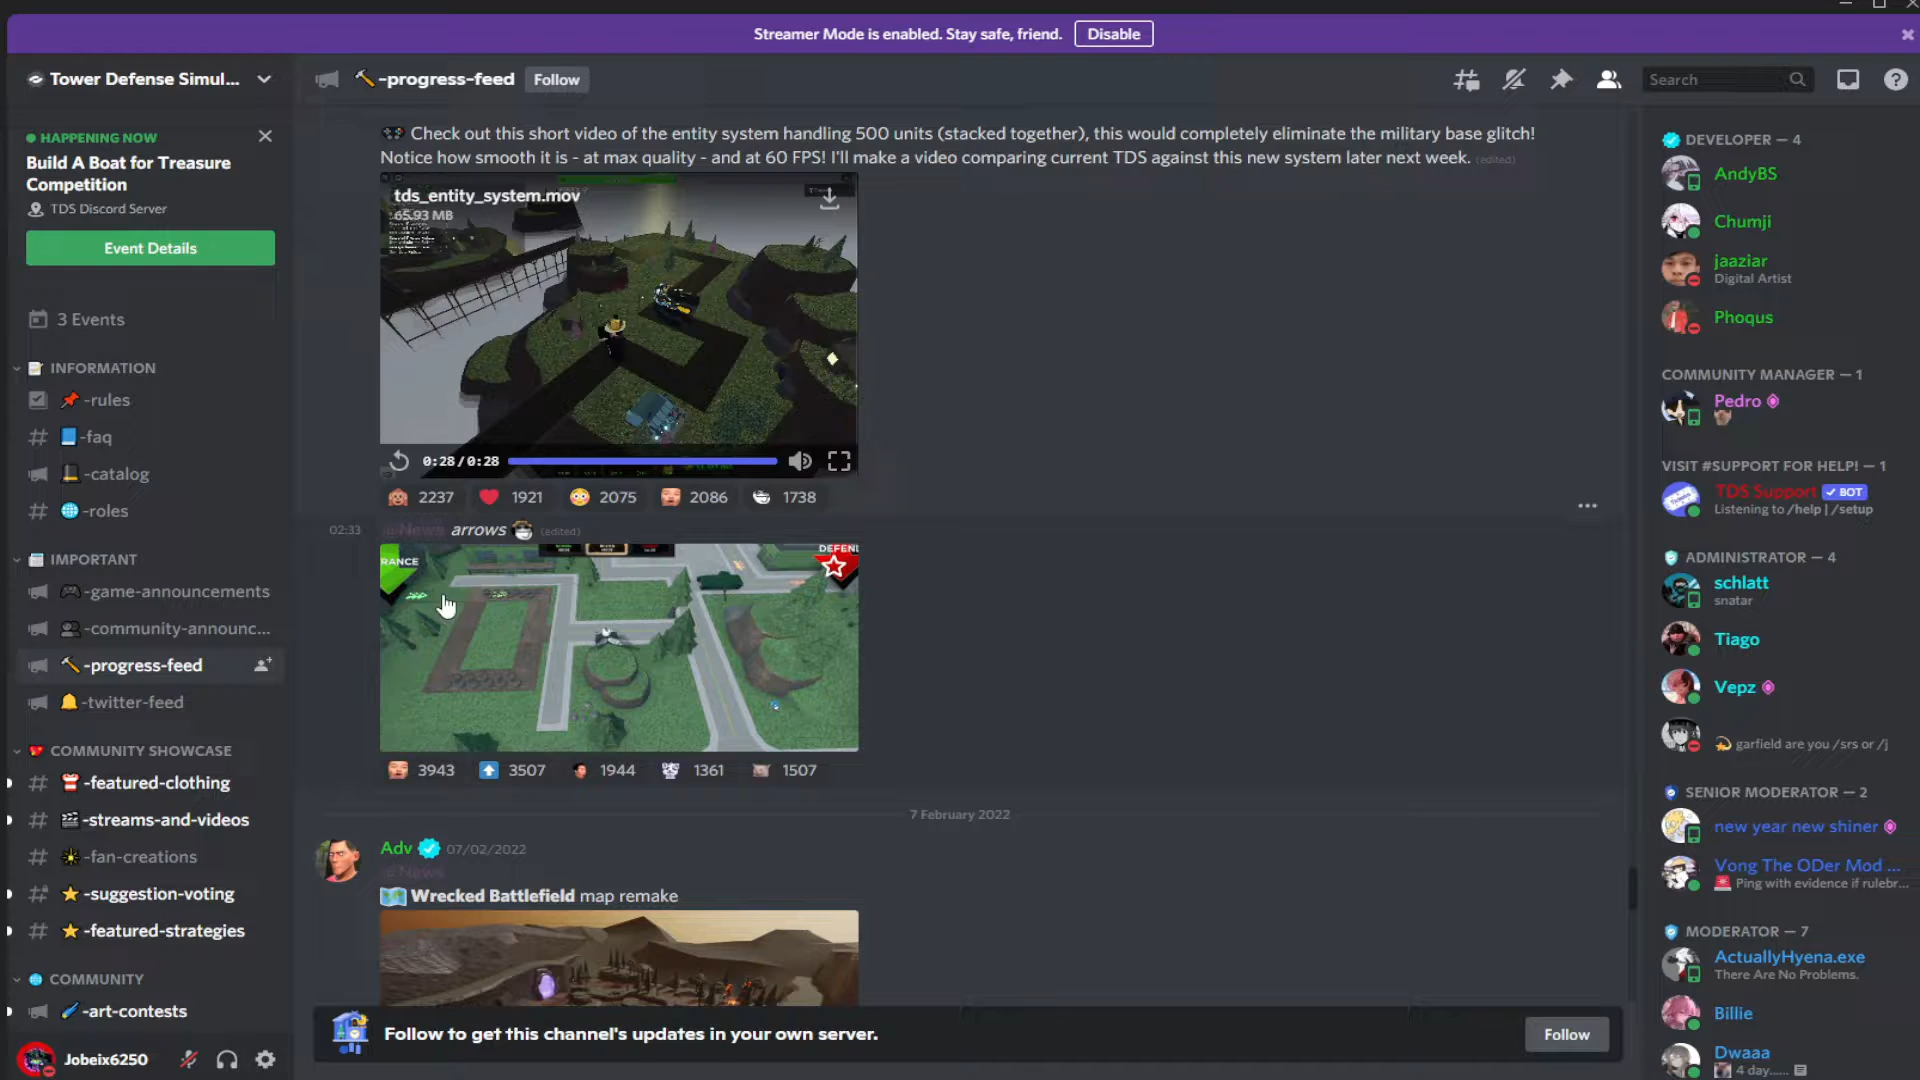 Streamer Mode is enabled. Stay safe, friend. Disable
Tower Defense Simul...
-progress-feed Follow
Search
HAPPENING NOW
Build A Boat for Treasure
Competition
TDS Discord Server
Event Details
3 Events
INFORMATION
-rules
-faq
-catalog
-roles
IMPORTANT
-game-announcements
-community-announc...
-progress-feed
-twitter-feed
COMMUNITY SHOWCASE
-featured-clothing
-streams-and-videos
-fan-creations
-suggestion-voting
-featured-strategies
COMMUNITY
-art-contests
Jobeix6250
Check out this short video of the entity system handling 500 units (stacked together), this would completely eliminate the military base glitch!
Notice how smooth it is - at max quality - and at 60 FPS! I'll make a video comparing current TDS against this new system later next week. (edited)
tds_entity_system.mov
65.93 MB
0:28/0:28
2237 1921 2075 2086 1738
02:33 News arrows (edited)
RANCE
DEFEN
3943 3507 1944 1361 1507
7 February 2022
Adv 07/02/2022
News
Wrecked Battlefield map remake
Follow to get this channel's updates in your own server. Follow
DEVELOPER — 4
AndyBS
Chumji
jaaziar
Digital Artist
Phoqus
COMMUNITY MANAGER — 1
Pedro
VISIT #SUPPORT FOR HELP! — 1
TDS Support BOT
Listening to /help | /setup
ADMINISTRATOR — 4
schlatt
snatar
Tiago
Vepz
garfield are you /srs or /j
SENIOR MODERATOR — 2
new year new shiner
Vong The ODer Mod ...
Ping with evidence if rulebr...
MODERATOR — 7
ActuallyHyena.exe
There Are No Problems.
Billie
Dwaaa
4 day......